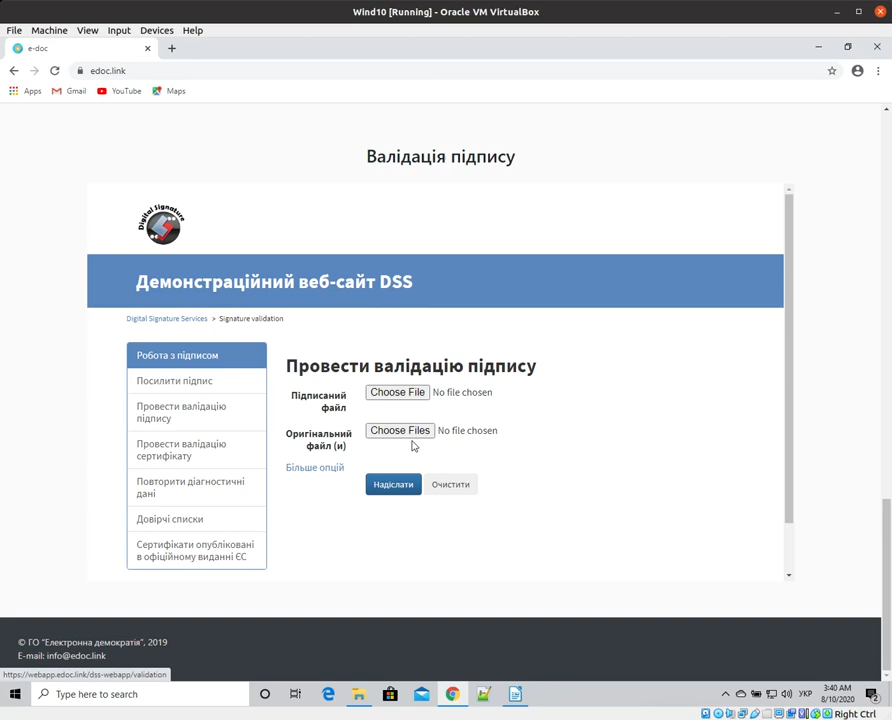 Wind10 [Running] - Oracle VM VirtualBox
File Machine View Input Devices Help
e-doc
edoc.link
Apps Gmail YouTube Maps
Валідація підпису
Digital Signature
Демонстраційний веб-сайт DSS
Digital Signature Services > Signature validation
Робота з підписом
Посилити підпис
Провести валідацію
підпису
Провести валідацію
сертифікату
Повторити діагностичні
дані
Довірчі списки
Сертифікати опубліковані
в офіційному виданні ЄС
Провести валідацію підпису
Підписаний
файл
Choose File No file chosen
Оригінальний
файл (и)
Choose Files No file chosen
Більше опцій
Надіслати Очистити
© ГО "Електронна демократія", 2019
E-mail: info@edoc.link
https://webapp.edoc.link/dss-webapp/validation
Type here to search
УКР
3:40 AM
8/10/2020
2
Right Ctrl